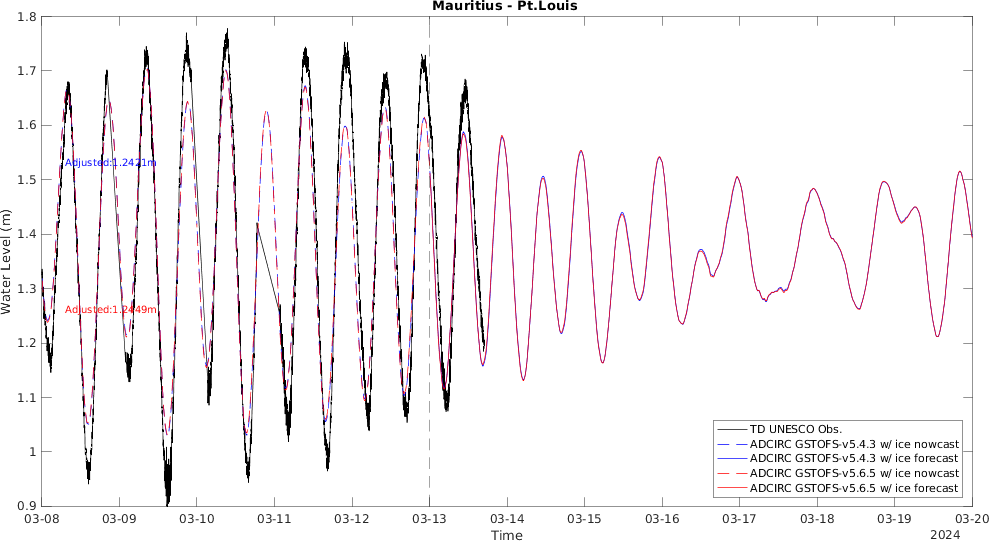 Mauritius - Pt.Louis
1.8
1.7
1.6
1.5
1.4
1.3
1.2
1.1
1
0.9
Water Level (m)
Adjusted:1.2421m
Adjusted:1.2449m
TD UNESCO Obs.
ADCIRC GSTOFS-v5.4.3 w/ ice nowcast
ADCIRC GSTOFS-v5.4.3 w/ ice forecast
ADCIRC GSTOFS-v5.6.5 w/ ice nowcast
ADCIRC GSTOFS-v5.6.5 w/ ice forecast
03-08 03-09 03-10 03-11 03-12 03-13 03-14 03-15 03-16 03-17 03-18 03-19 03-20
Time
2024